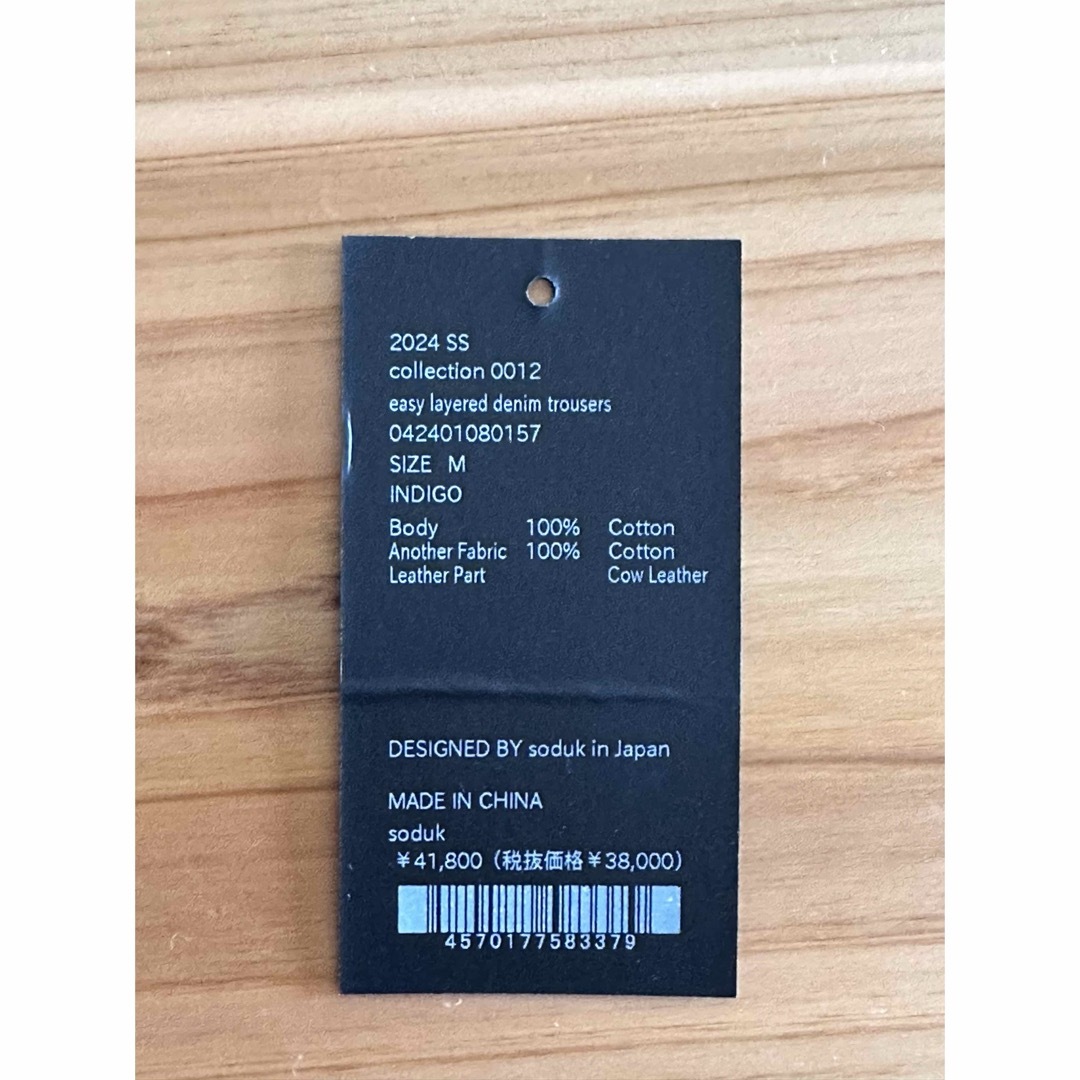 2024 SS
collection 0012
easy layered denim trousers
042401080157
SIZE M
INDIGO
Body 100% Cotton
Another Fabric 100% Cotton
Leather Part Cow Leather
DESIGNED BY soduk in Japan
MADE IN CHINA
soduk
¥41,800（税抜価格¥38,000）
4570177583379